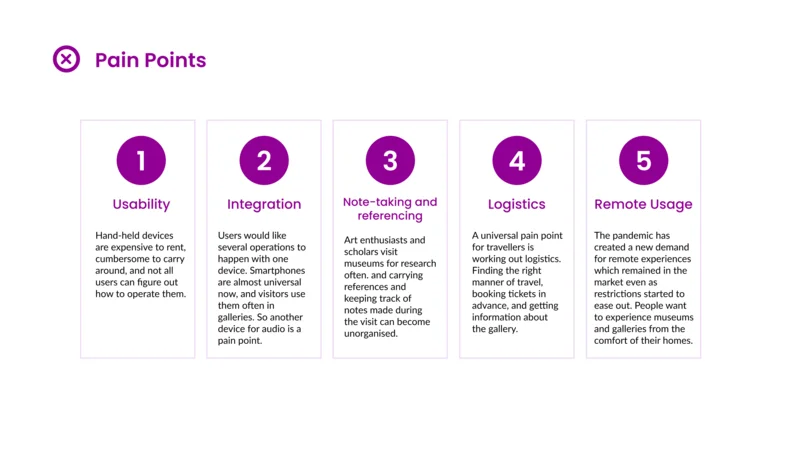 Pain Points
1
Usability
Hand-held devices
are expensive to rent,
cumbersome to carry
around, and not all
users can figure out
how to operate them.
2
Integration
Users would like
several operations to
happen with one
device. Smartphones
are almost universal
now, and visitors use
them often in
galleries. So another
device for audio is a
pain point.
3
Note-taking and
referencing
Art enthusiasts and
scholars visit
museums for research
often. and carrying
references and
keeping track of
notes made during
the visit can become
unorganised.
4
Logistics
A universal pain point
for travellers is
working out logistics.
Finding the right
manner of travel,
booking tickets in
advance, and getting
information about
the gallery.
5
Remote Usage
The pandemic has
created a new demand
for remote experiences
which remained in the
market even as
restrictions started to
ease out. People want
to experience museums
and galleries from the
comfort of their homes.